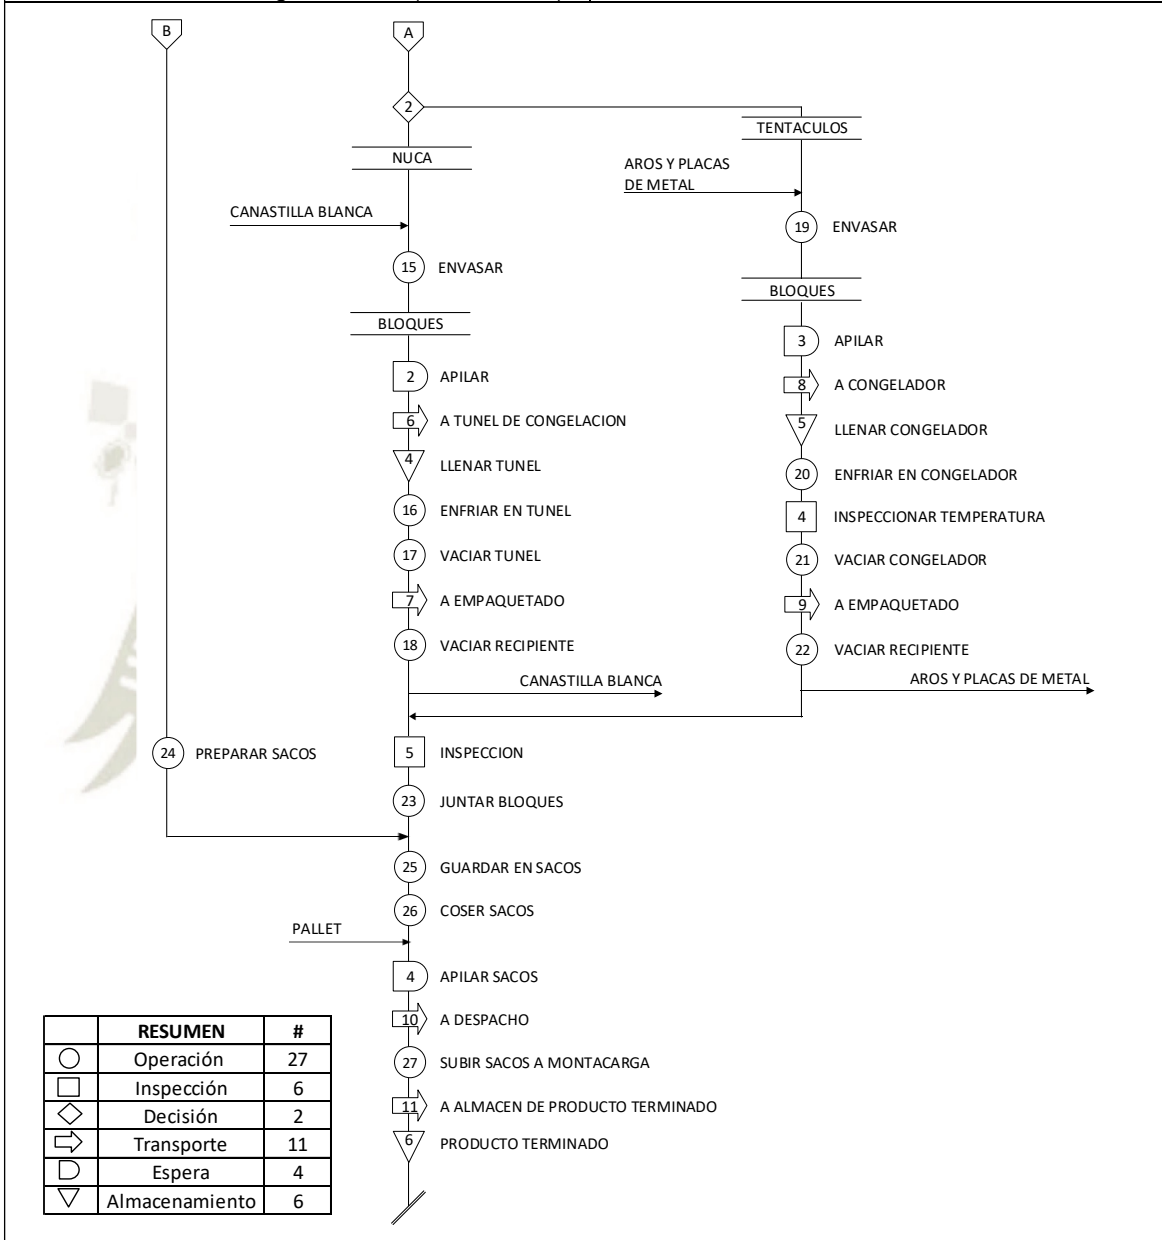 B
A
2
TENTACULOS
NUCA
AROS Y PLACAS
DE METAL
CANASTILLA BLANCA
19 ENVASAR
15 ENVASAR
BLOQUES
BLOQUES
3 APILAR
2 APILAR
8 A CONGELADOR
6 A TUNEL DE CONGELACION
5 LLENAR CONGELADOR
4 LLENAR TUNEL
20 ENFRIAR EN CONGELADOR
16 ENFRIAR EN TUNEL
4 INSPECCIONAR TEMPERATURA
17 VACIAR TUNEL
21 VACIAR CONGELADOR
7 A EMPAQUETADO
9 A EMPAQUETADO
18 VACIAR RECIPIENTE
22 VACIAR RECIPIENTE
CANASTILLA BLANCA
AROS Y PLACAS DE METAL
24 PREPARAR SACOS
5 INSPECCION
23 JUNTAR BLOQUES
25 GUARDAR EN SACOS
26 COSER SACOS
PALLET
4 APILAR SACOS
10 A DESPACHO
27 SUBIR SACOS A MONTACARGA
11 A ALMACEN DE PRODUCTO TERMINADO
6 PRODUCTO TERMINADO
RESUMEN #
Operación 27
Inspección 6
Decisión 2
Transporte 11
Espera 4
Almacenamiento 6